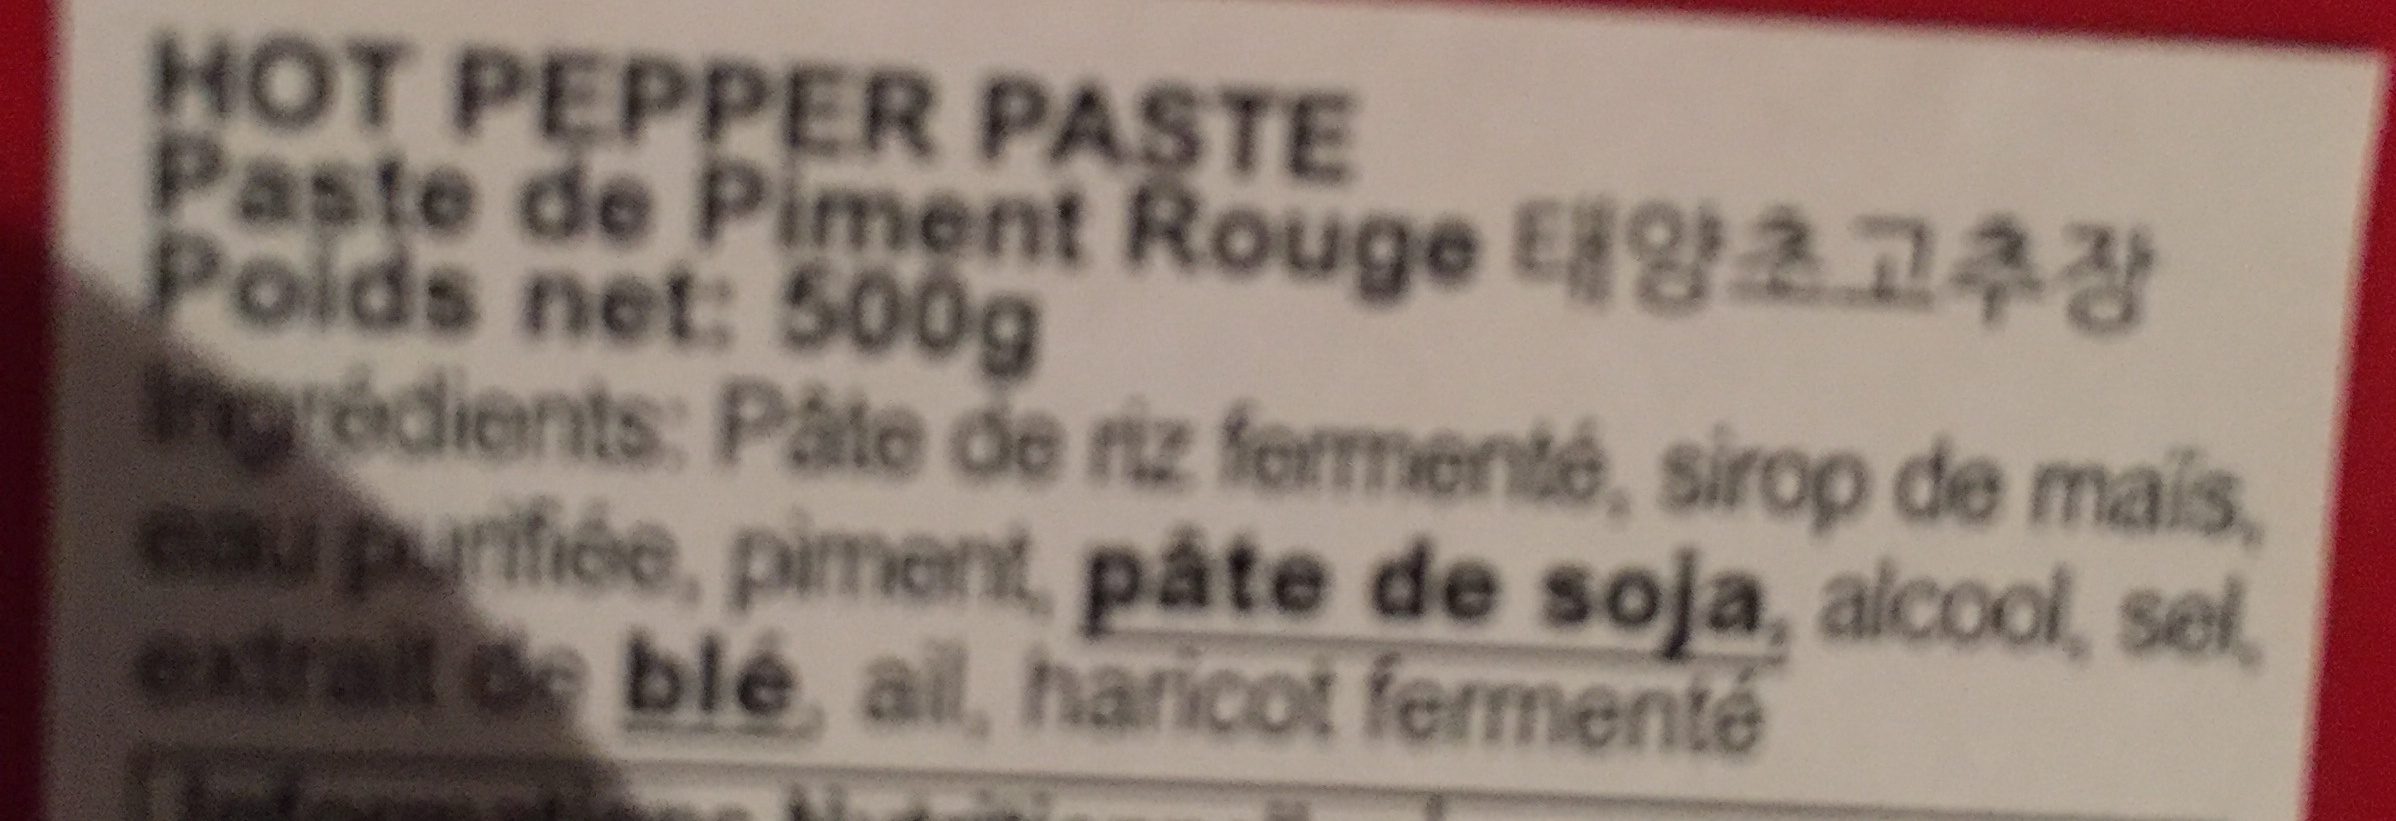 HOT PEPPER PASTE
Paste de Piment Rouge 태양초고추장
Poids net: 500g
Ingrédients: Pâte de riz fermenté, sirop de maïs,
eau purifiée, piment, pâte de soja, alcool, sel,
extrait de blé, ail, haricot fermenté